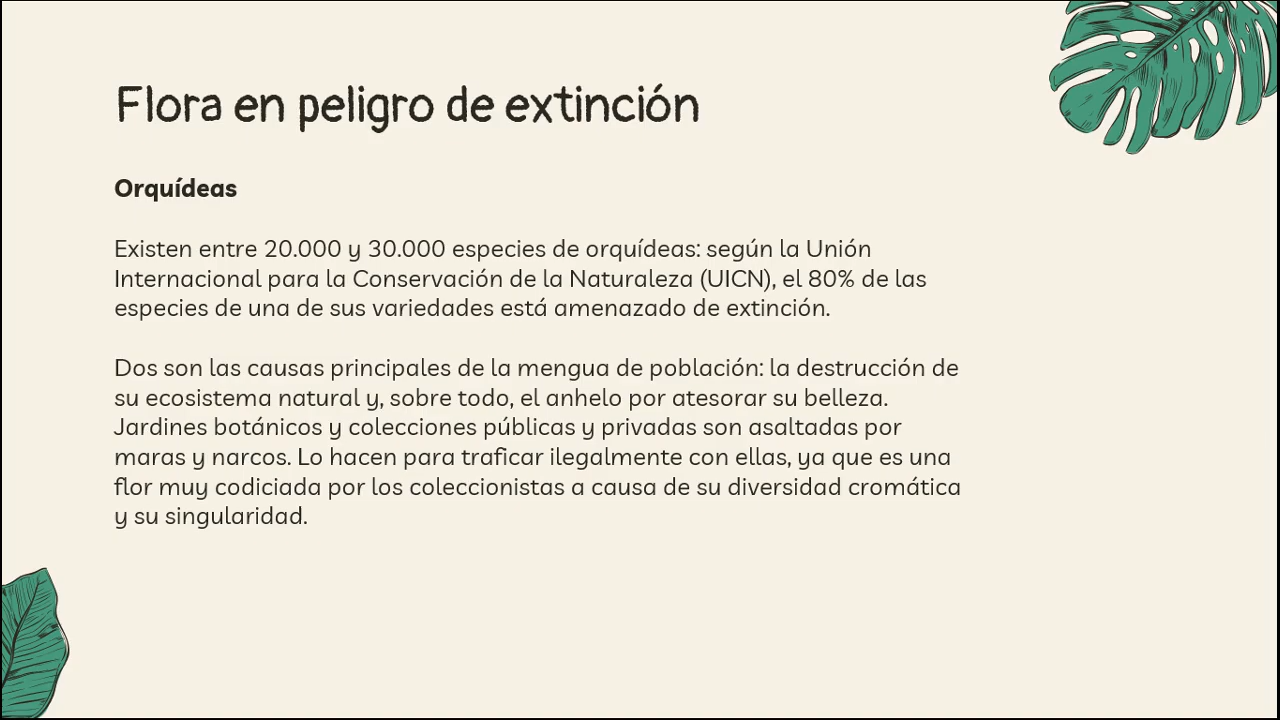 Flora en peligro de extinción
Orquídeas
Existen entre 20.000 y 30.000 especies de orquídeas: según la Unión
Internacional para la Conservación de la Naturaleza (UICN), el 80% de las
especies de una de sus variedades está amenazado de extinción.
Dos son las causas principales de la mengua de población: la destrucción de
su ecosistema natural y, sobre todo, el anhelo por atesorar su belleza.
Jardines botánicos y colecciones públicas y privadas son asaltadas por
maras y narcos. Lo hacen para traficar ilegalmente con ellas, ya que es una
flor muy codiciada por los coleccionistas a causa de su diversidad cromática
y su singularidad.